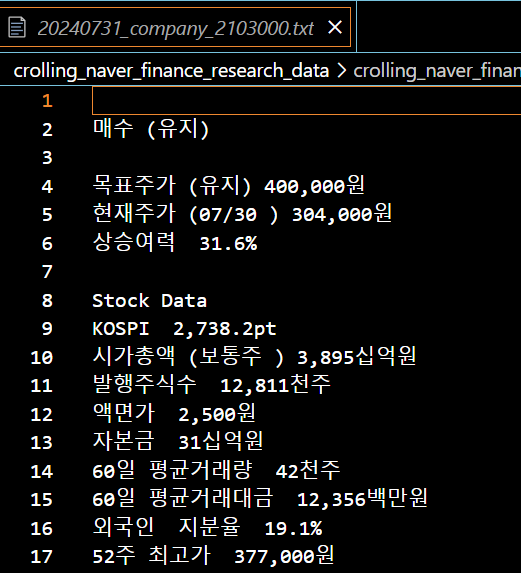 20240731_company_2103000.txt
crolling_naver_finance_research_data > crolling_naver_finan
1
2 매수 (유지)
3
4 목표주가 (유지) 400,000원
5 현재주가 (07/30 ) 304,000원
6 상승여력  31.6%
7
8 Stock Data
9 KOSPI  2,738.2pt
10 시가총액 (보통주 ) 3,895십억원
11 발행주식수  12,811천주
12 액면가  2,500원
13 자본금  31십억원
14 60일 평균거래량  42천주
15 60일 평균거래대금  12,356백만원
16 외국인  지분율  19.1%
17 52주 최고가  377,000원